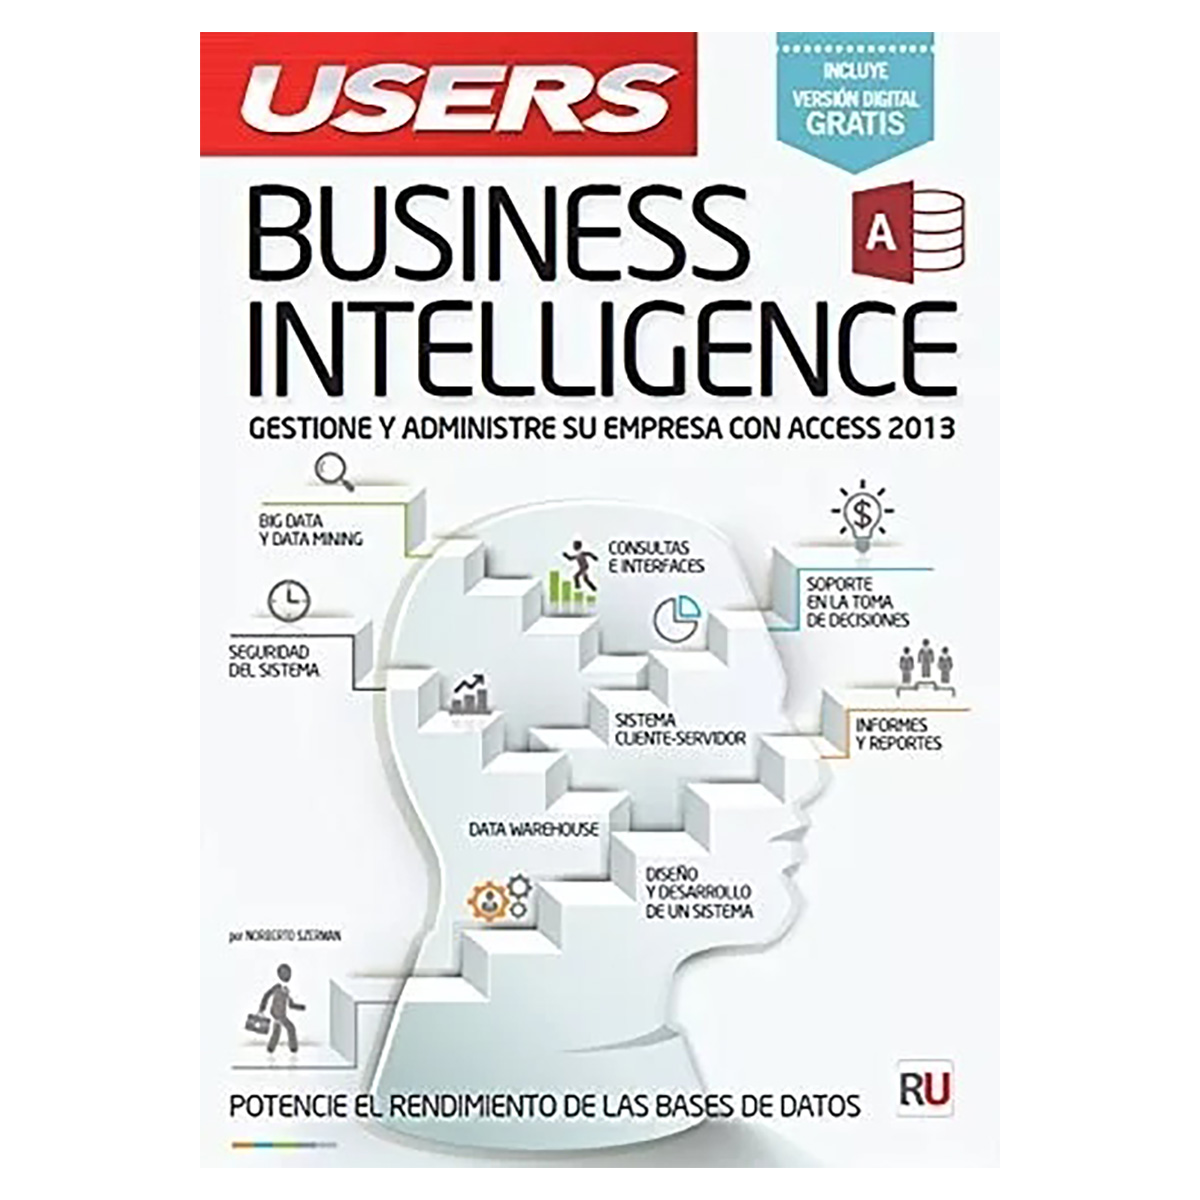 USERS
INCLUYE
VERSIÓN DIGITAL
GRATIS
BUSINESS
INTELLIGENCE
A
GESTIONE Y ADMINISTRE SU EMPRESA CON ACCESS 2013
BIG DATA
Y DATA MINING
CONSULTAS
E INTERFACES
$
SOPORTE
EN LA TOMA
DE DECISIONES
SEGURIDAD
DEL SISTEMA
SISTEMA
CLIENTE-SERVIDOR
INFORMES
Y REPORTES
DATA WAREHOUSE
DISEÑO
Y DESARROLLO
DE UN SISTEMA
por NORBERTO SZERMAN
RU
POTENCIE EL RENDIMIENTO DE LAS BASES DE DATOS